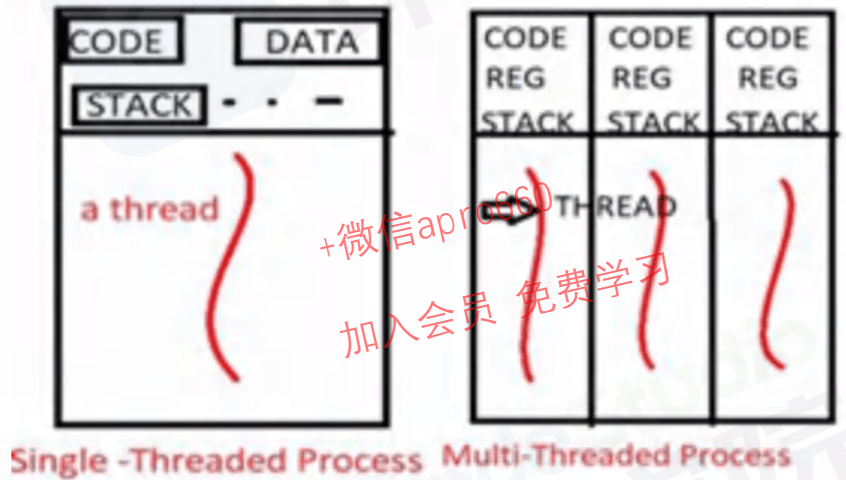 CODE DATA
STACK
a thread
Single -Threaded Process
CODE CODE CODE
REG REG REG
STACK STACK STACK
THREAD
Multi-Threaded Process
+微信apro660
加入会员 免费学习